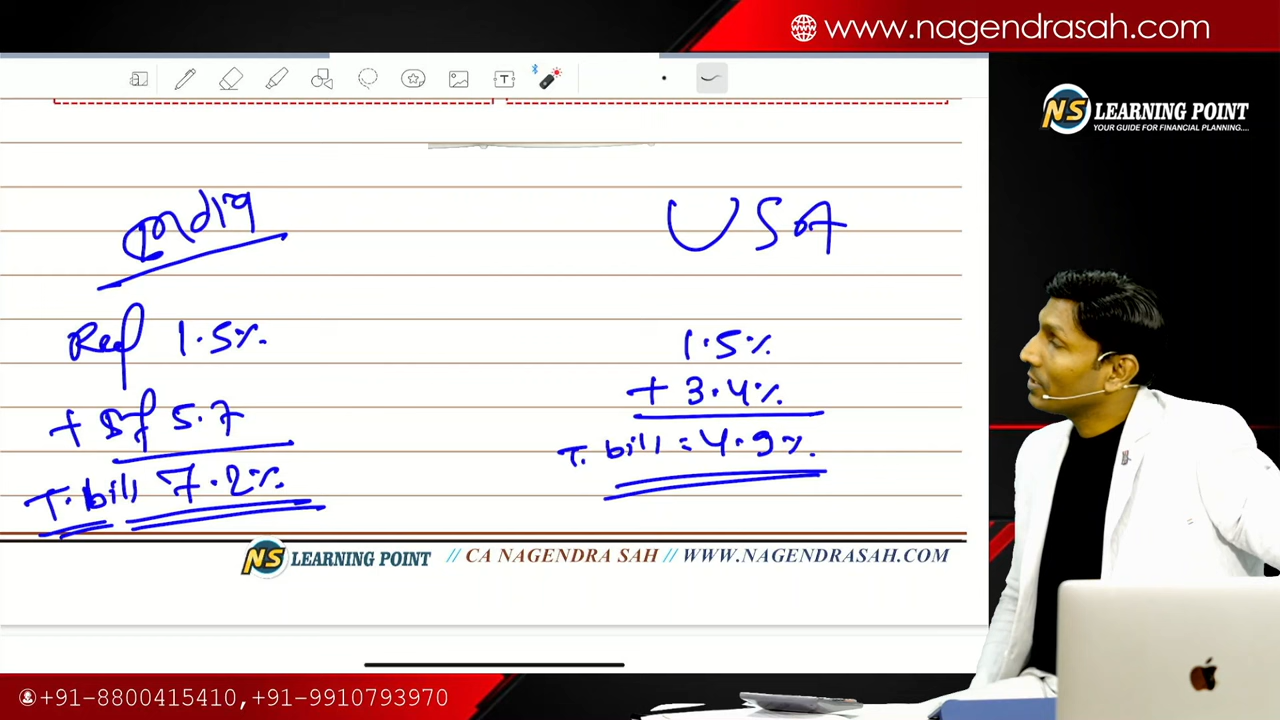 www.nagendrasah.com
NS LEARNING POINT
YOUR GUIDE FOR FINANCIAL PLANNING....
T
India
USA
Real 1.5%
1.5%
+ 3.4%
+ Inf 5.7
T. bill = 4.9%
T. bill 7.2%
NS LEARNING POINT // CA NAGENDRA SAH // WWW.NAGENDRASAH.COM
+91-8800415410,+91-9910793970